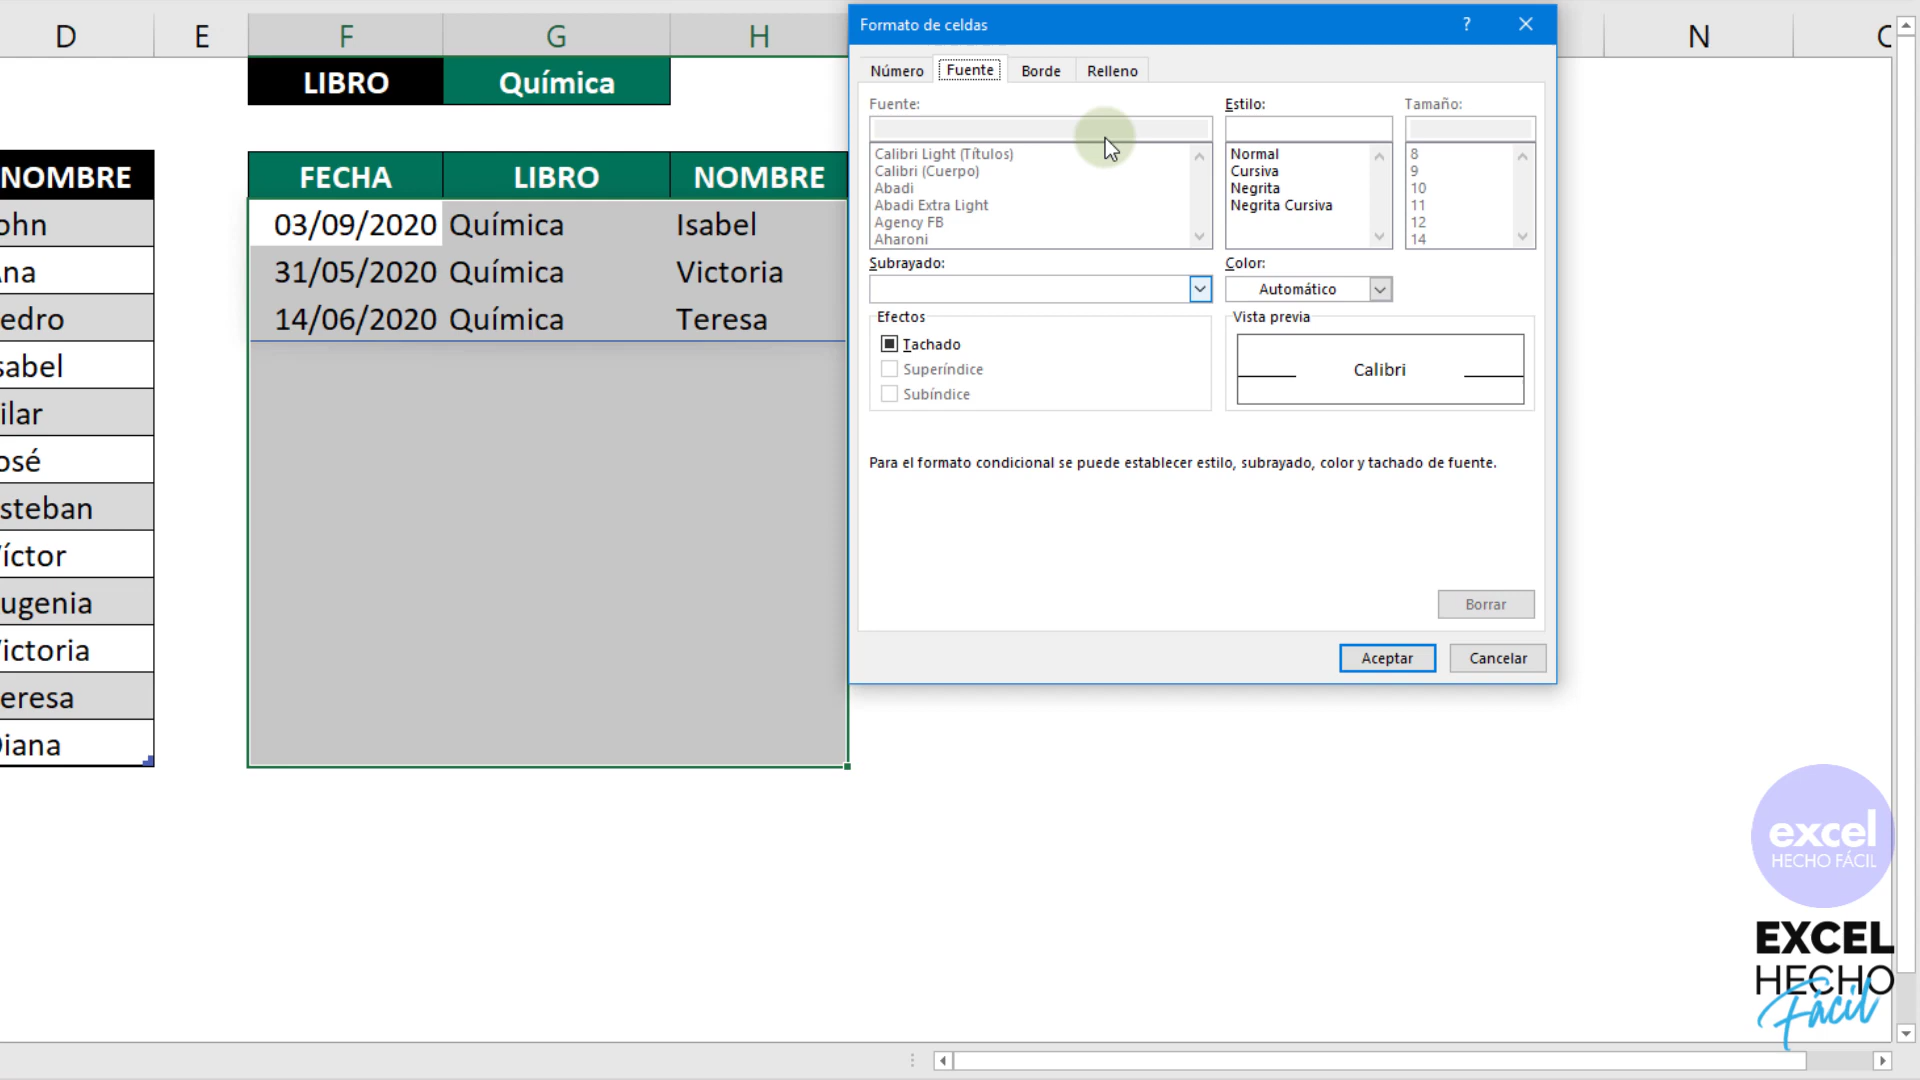 D E F G H N
LIBRO Química
NOMBRE
ohn
na
edro
sabel
ilar
osé
steban
íctor
ugenia
ictoria
eresa
iana
FECHA LIBRO NOMBRE
03/09/2020 Química Isabel
31/05/2020 Química Victoria
14/06/2020 Química Teresa
Formato de celdas ?
Número Fuente Borde Relleno
Fuente: Estilo: Tamaño:
Calibri Light (Títulos) Normal 8
Calibri (Cuerpo) Cursiva 9
Abadi Negrita 10
Abadi Extra Light Negrita Cursiva 11
Agency FB 12
Aharoni 14
Subrayado: Color:
Automático
Efectos Vista previa
Tachado
Superíndice
Subíndice
Calibri
Para el formato condicional se puede establecer estilo, subrayado, color y tachado de fuente.
Borrar
Aceptar Cancelar
excel
HECHO FÁCIL
EXCEL
HECHO
Fácil